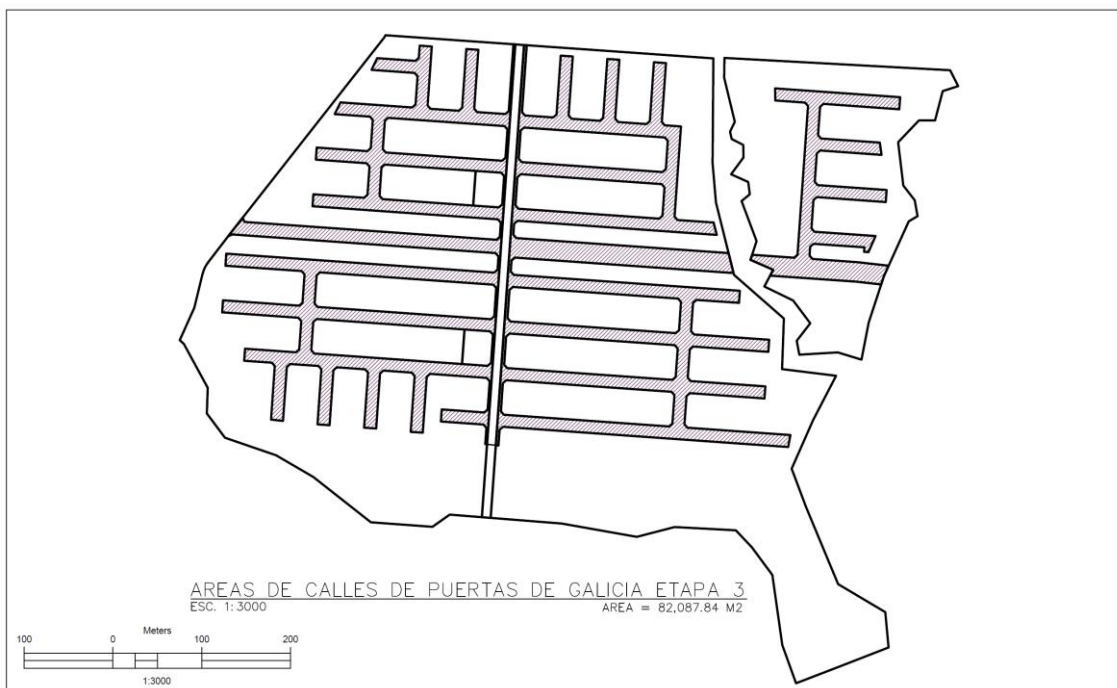 AREAS DE CALLES DE PUERTAS DE GALICIA ETAPA 3
ESC. 1:3000 AREA = 82,087.84 M2
Meters
100 0 100 200
1:3000